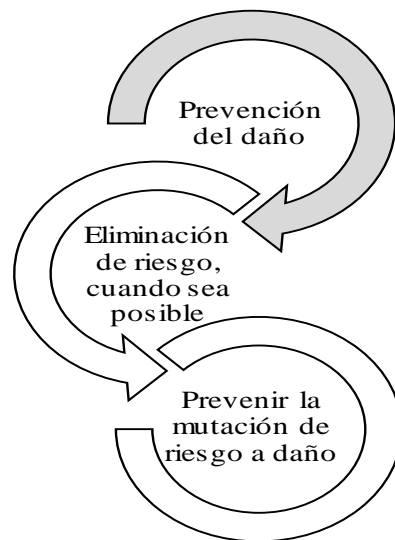 Prevención
del daño
Eliminación
de riesgo,
cuando sea
posible
Prevenir la
mutación de
riesgo a daño